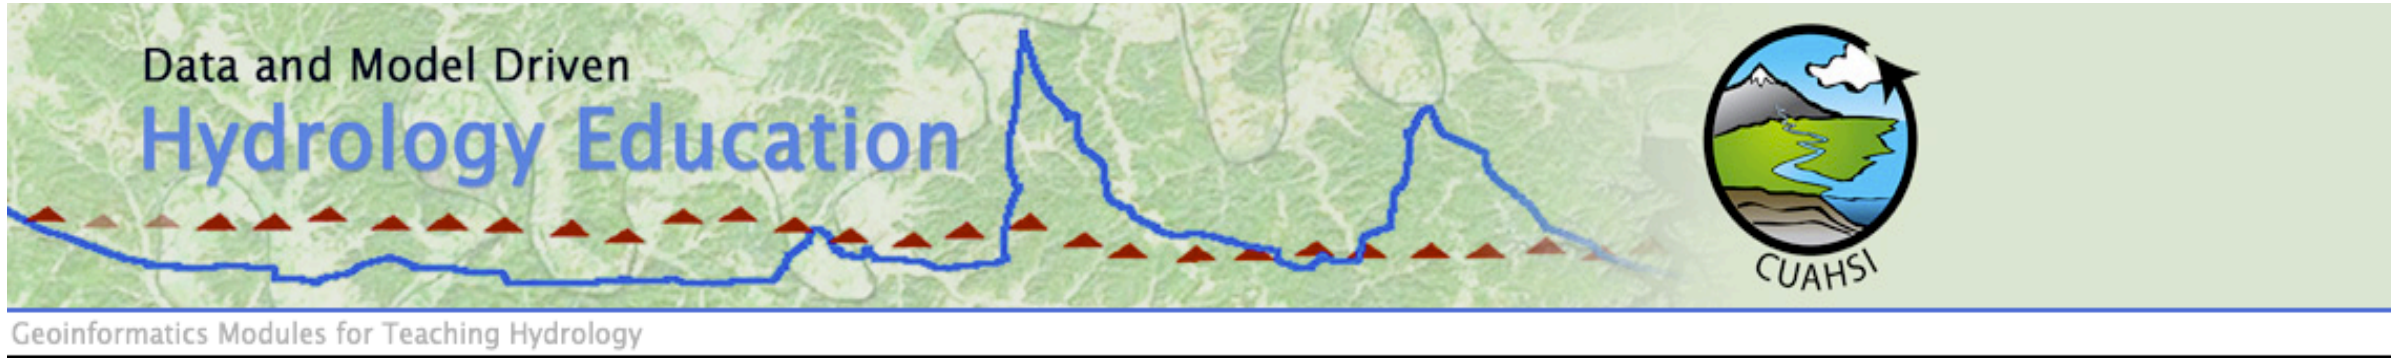 Data and Model Driven
Hydrology Education
CUAHSI
Geoinformatics Modules for Teaching Hydrology